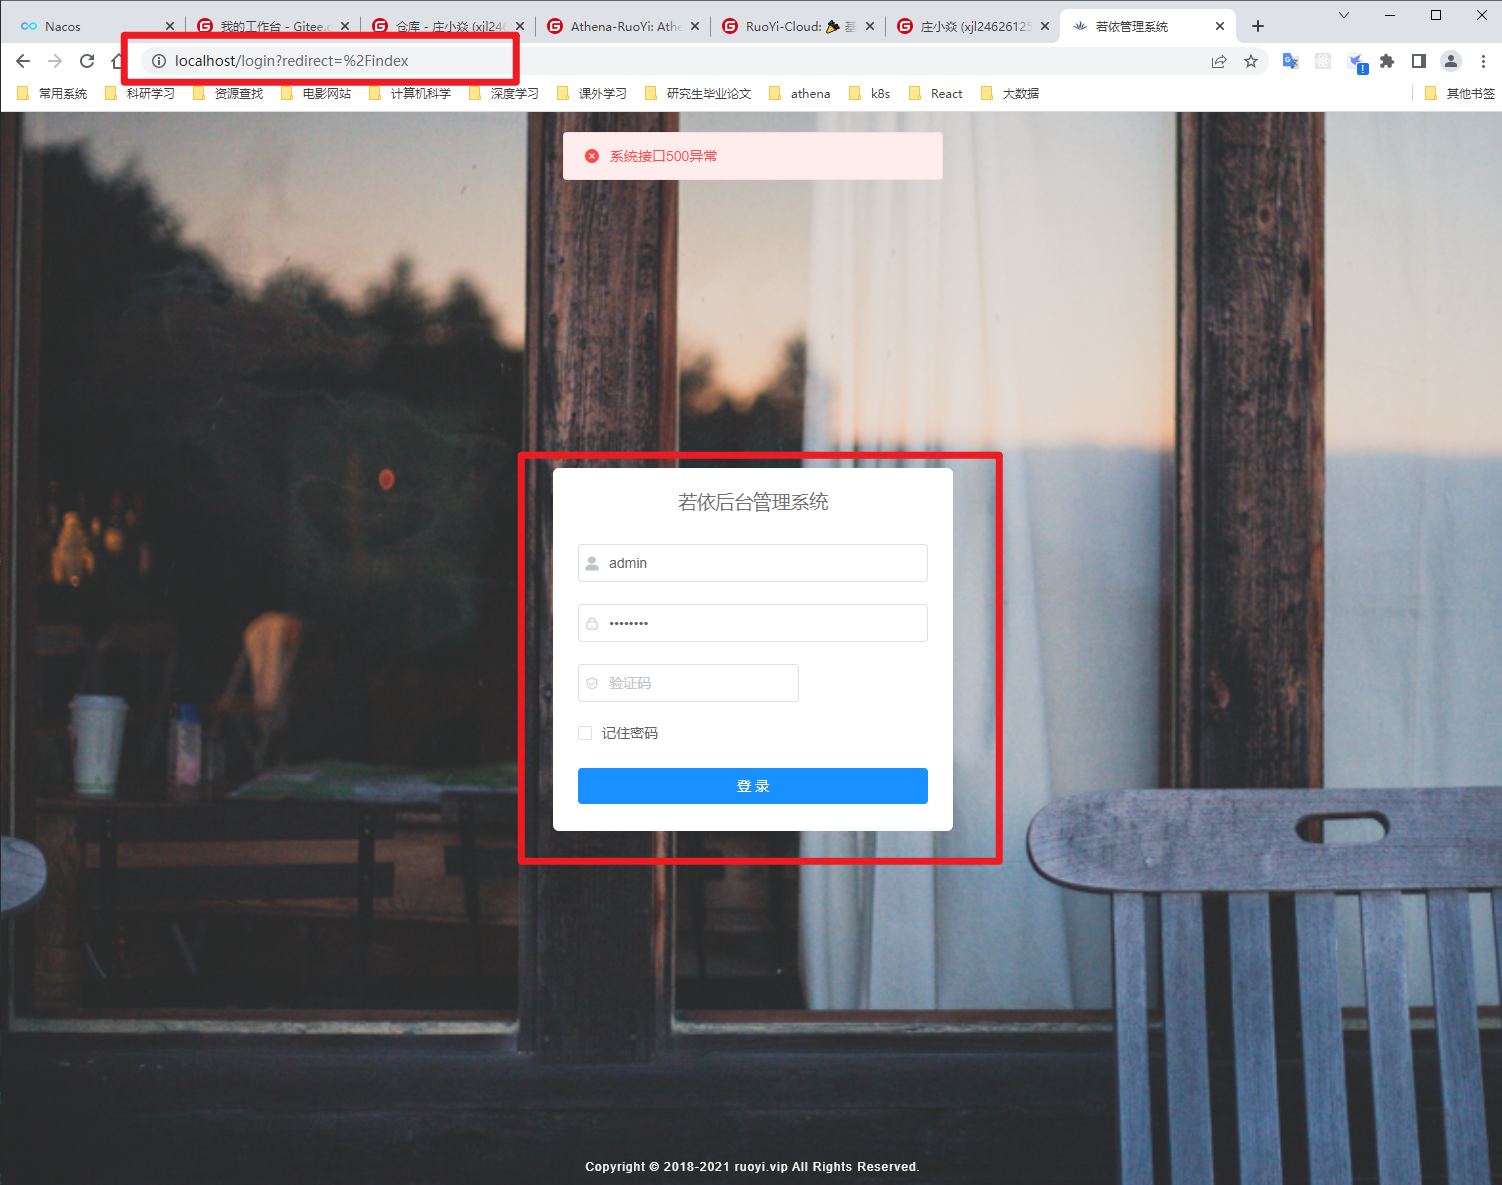 Nacos
我的工作台 - Gitee.c
仓库 - 庄小焱 (xjl246
Athena-RuoYi: Athe
RuoYi-Cloud: 基
庄小焱 (xjl24626125
若依管理系统
localhost/login?redirect=%2Findex
常用系统
科研学习
资源查找
电影网站
计算机科学
深度学习
课外学习
研究生毕业论文
athena
k8s
React
大数据
其他书签
系统接口500异常
若依后台管理系统
admin
••••••••
验证码
记住密码
登 录
Copyright © 2018-2021 ruoyi.vip All Rights Reserved.